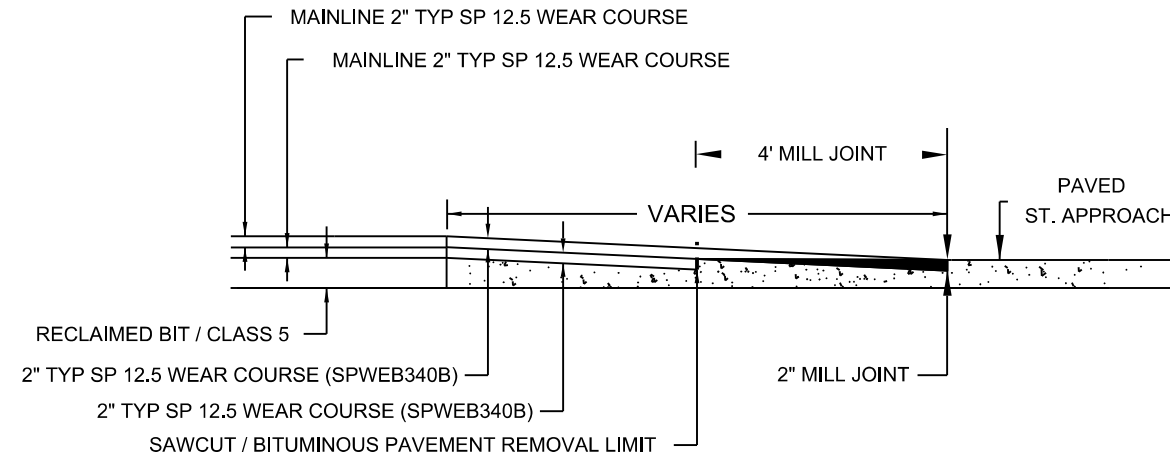 MAINLINE 2" TYP SP 12.5 WEAR COURSE
MAINLINE 2" TYP SP 12.5 WEAR COURSE
4' MILL JOINT
PAVED
ST. APPROACH
VARIES
RECLAIMED BIT / CLASS 5
2" TYP SP 12.5 WEAR COURSE (SPWEB340B)
2" MILL JOINT
2" TYP SP 12.5 WEAR COURSE (SPWEB340B)
SAWCUT / BITUMINOUS PAVEMENT REMOVAL LIMIT